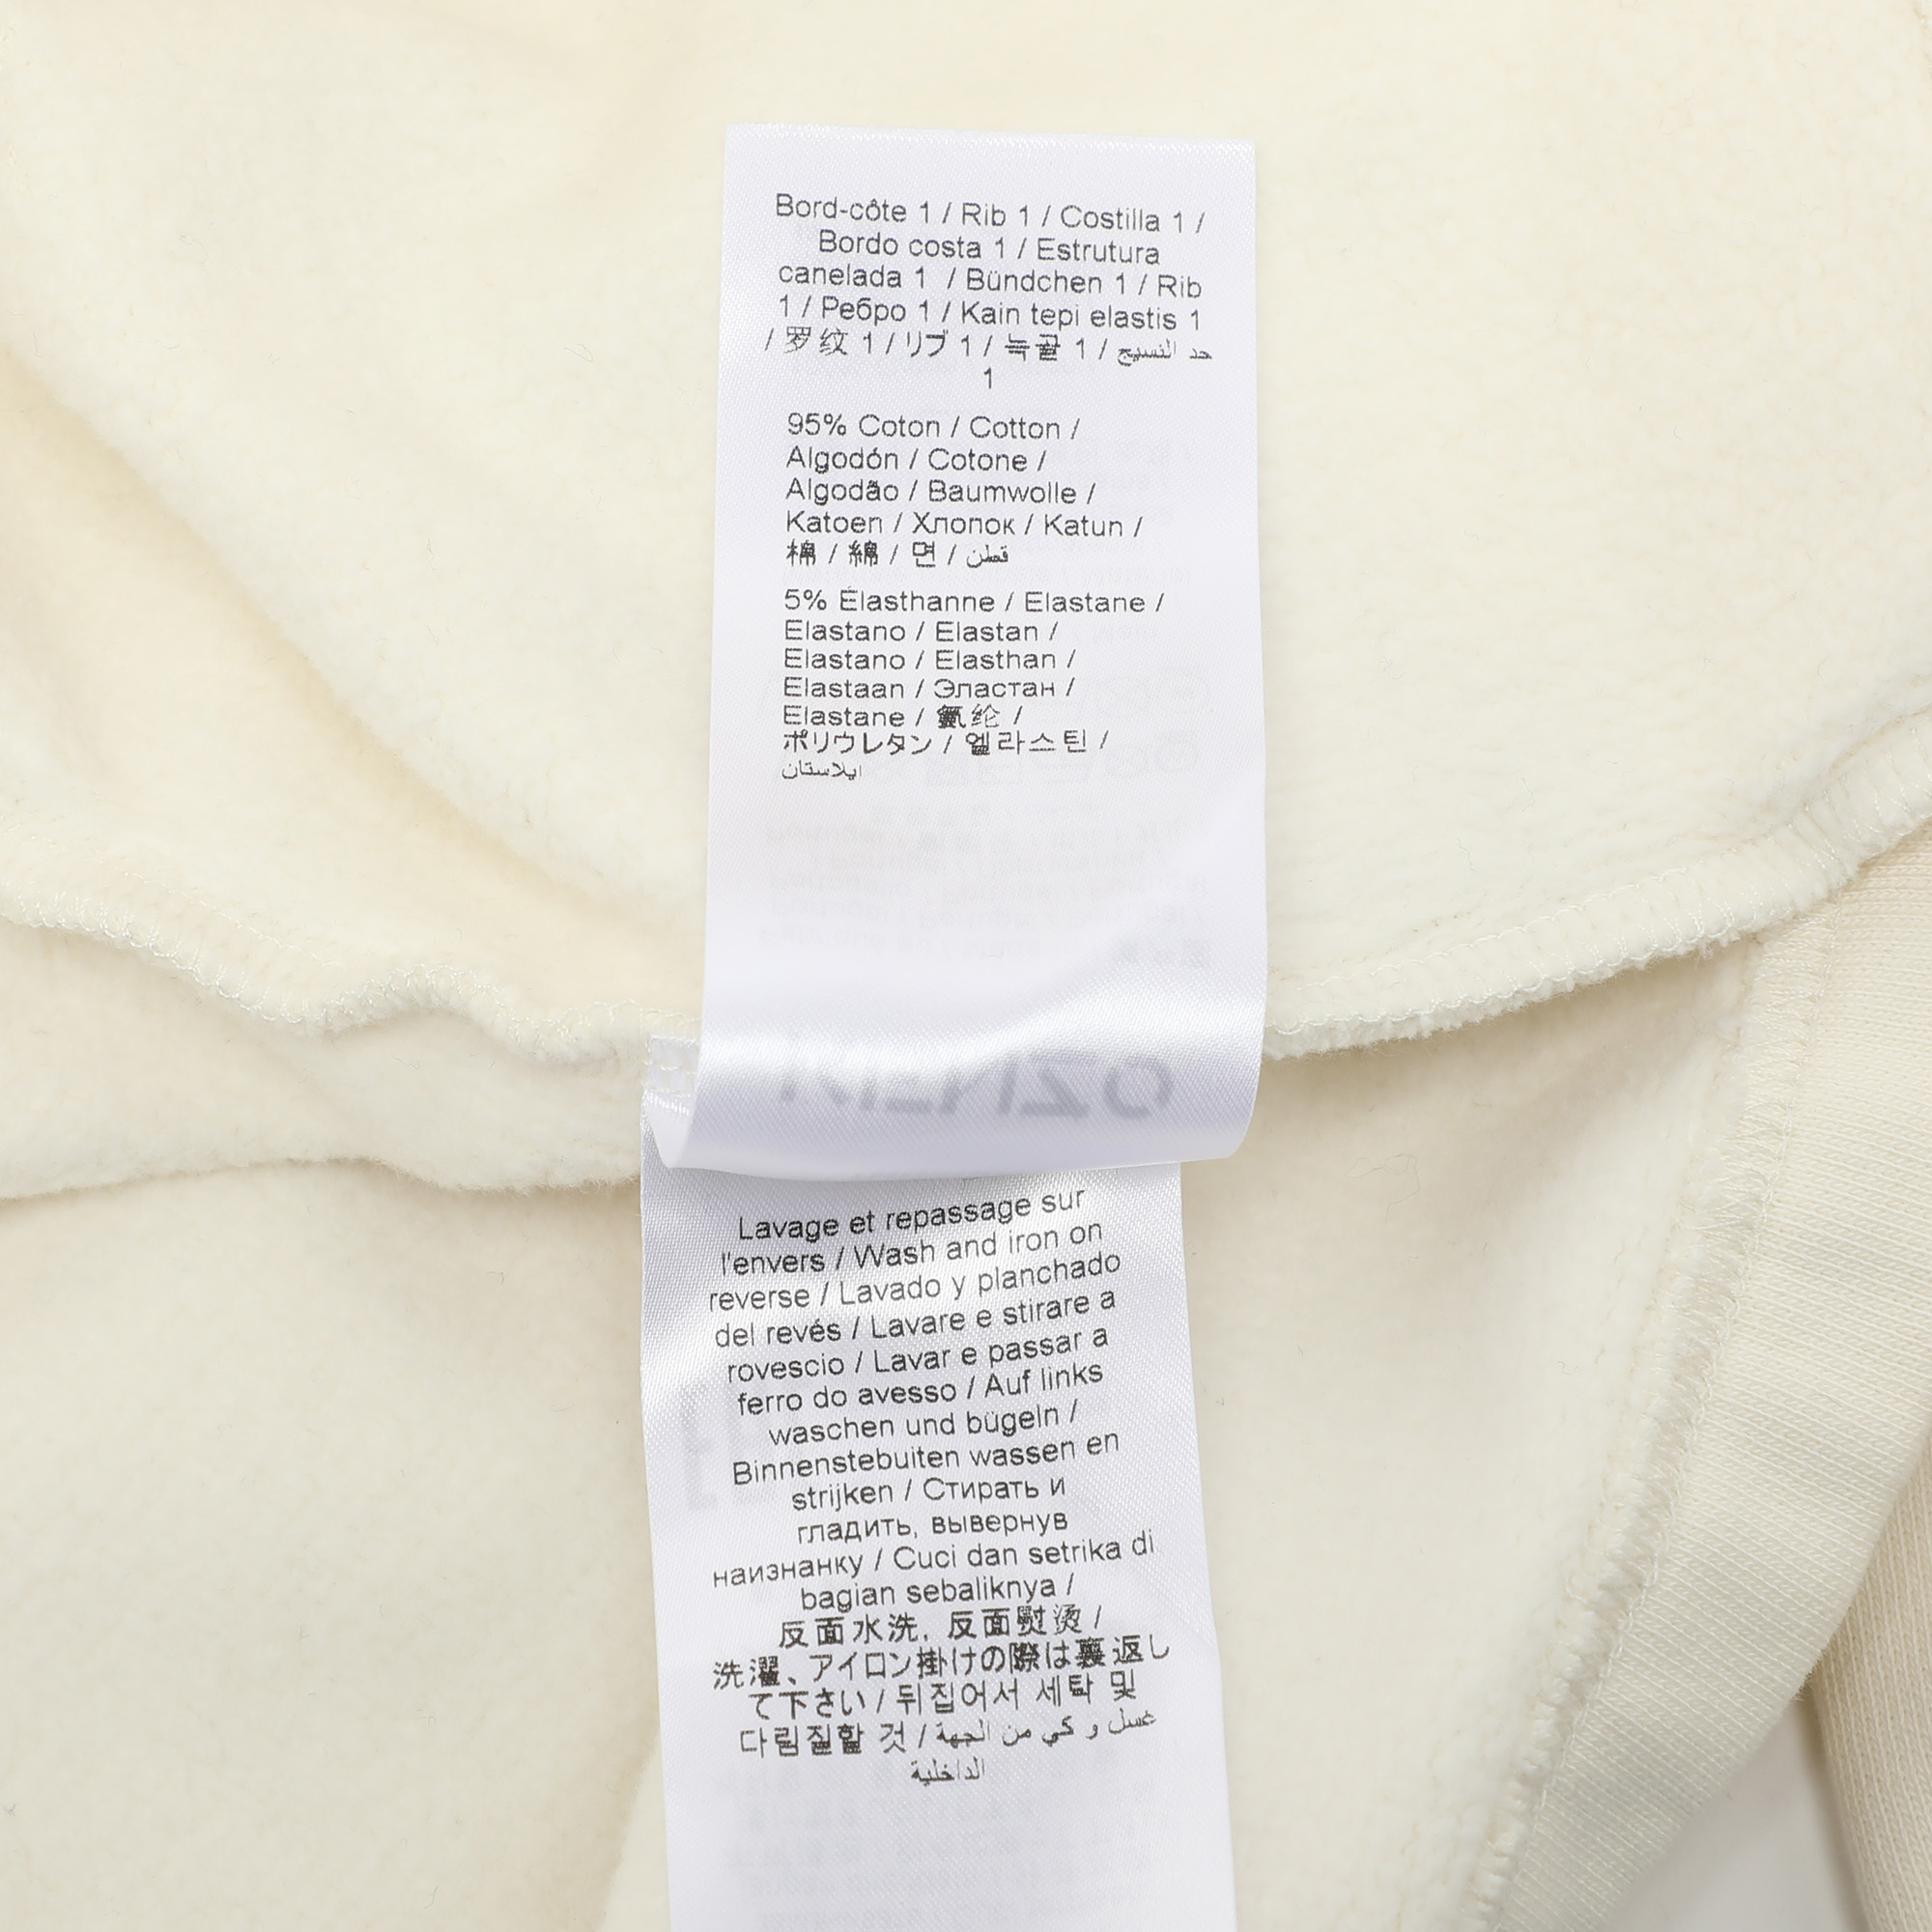 Bord-côte 1 / Rib 1 / Costilla 1 /
Bordo costa 1 / Estrutura
canelada 1 / Bündchen 1 / Rib
1 / Ребро 1 / Kain tepi elastis 1
/ 罗纹 1 / リブ 1 / 늑골 1 / حد النسيج
1
95% Coton / Cotton /
Algodón / Cotone /
Algodão / Baumwolle /
Katoen / Хлопок / Katun /
棉 / 綿 / 면 / قطن
5% Élasthanne / Elastane /
Elastano / Elastan /
Elastano / Elasthan /
Elastaan / Эластан /
Elastane / 氨纶 /
ポリウレタン / 엘라스틴 /
ايلاستان
Lavage et repassage sur
l'envers / Wash and iron on
reverse / Lavado y planchado
del revés / Lavare e stirare a
rovescio / Lavar e passar a
ferro do avesso / Auf links
waschen und bügeln /
Binnenstebuiten wassen en
strijken / Стирать и
гладить, вывернув
наизнанку / Cuci dan setrika di
bagian sebaliknya /
反面水洗, 反面熨烫 /
洗濯、アイロン掛けの際は裏返し
て下さい / 뒤집어서 세탁 및
다림질할 것 / غسل و كي من الجهة
الداخلية